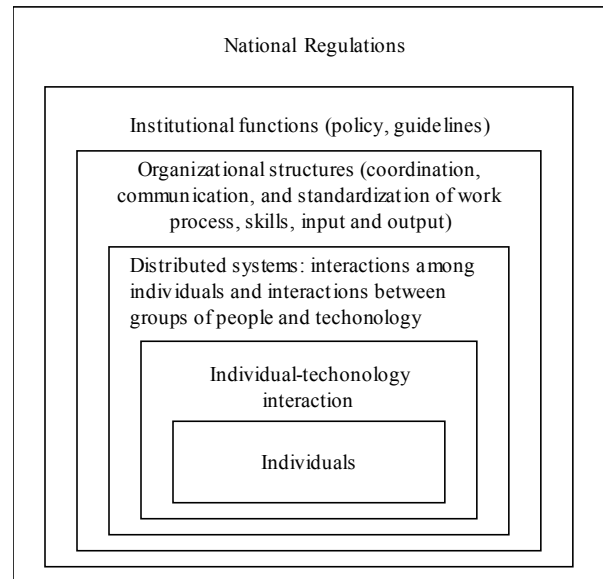 National Regulations
Institutional functions (policy, guidelines)
Organizational structures (coordination,
communication, and standardization of work
process, skills, input and output)
Distributed systems: interactions among
individuals and interactions between
groups of people and techonology
Individual-techonology
interaction
Individuals